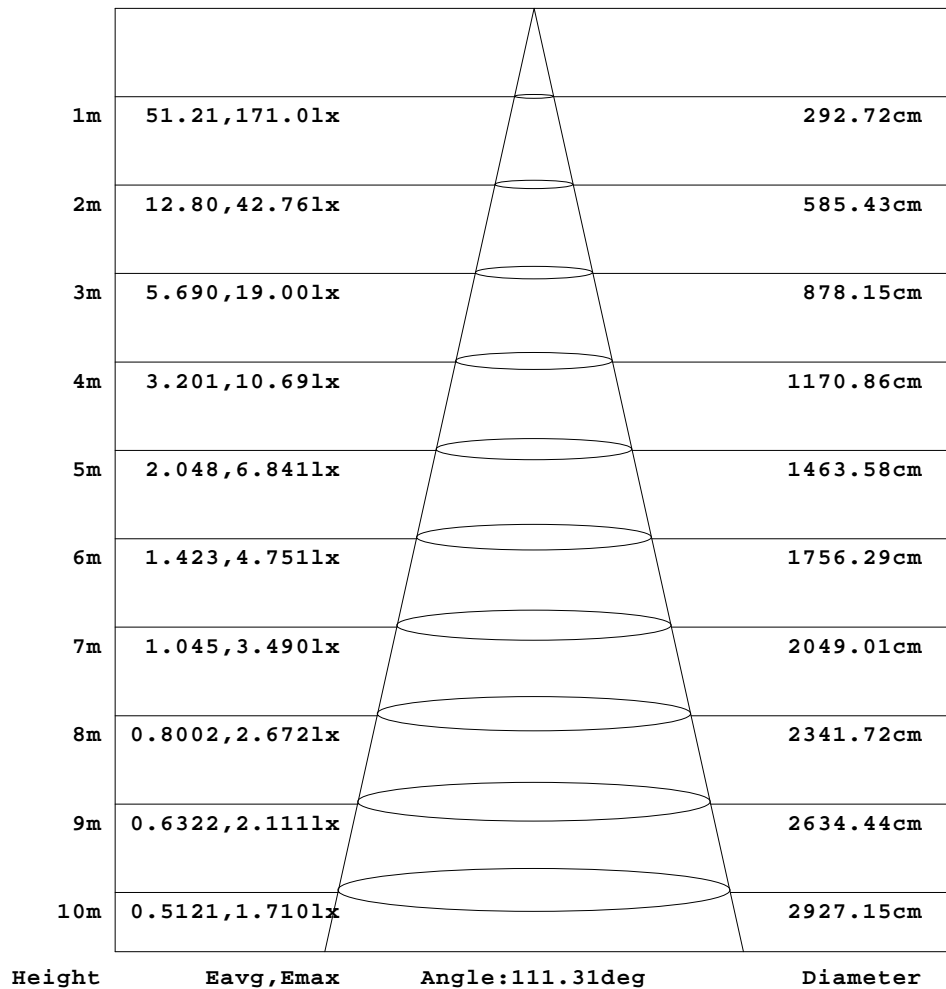 1m 51.21,171.0lx 292.72cm
2m 12.80,42.76lx 585.43cm
3m 5.690,19.00lx 878.15cm
4m 3.201,10.69lx 1170.86cm
5m 2.048,6.841lx 1463.58cm
6m 1.423,4.751lx 1756.29cm
7m 1.045,3.490lx 2049.01cm
8m 0.8002,2.672lx 2341.72cm
9m 0.6322,2.111lx 2634.44cm
10m 0.5121,1.710lx 2927.15cm
Height Eavg,Emax Angle:111.31deg Diameter